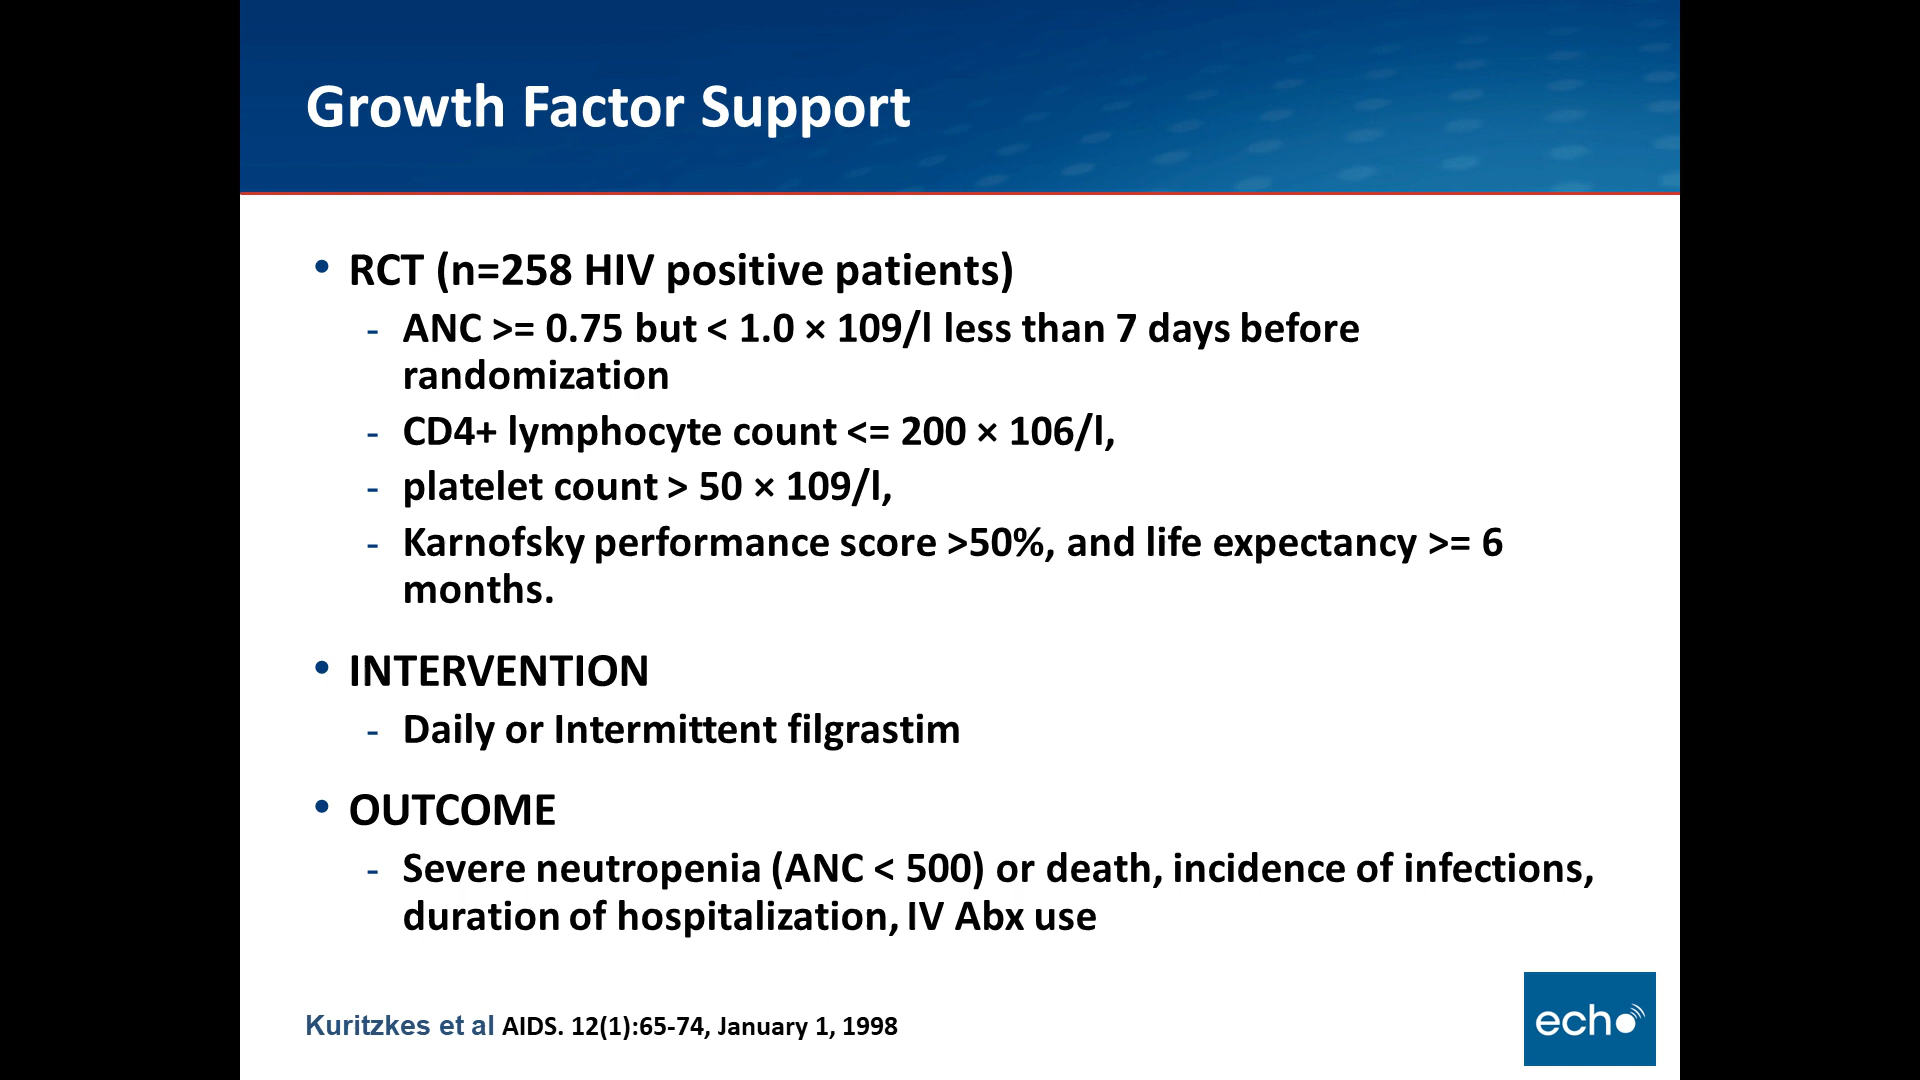 Growth Factor Support
• RCT (n=258 HIV positive patients)
- ANC >= 0.75 but < 1.0 × 109/l less than 7 days before
randomization
- CD4+ lymphocyte count <= 200 × 106/l,
- platelet count > 50 × 109/l,
- Karnofsky performance score >50%, and life expectancy >= 6
months.
• INTERVENTION
- Daily or Intermittent filgrastim
• OUTCOME
- Severe neutropenia (ANC < 500) or death, incidence of infections,
duration of hospitalization, IV Abx use
Kuritzkes et al AIDS. 12(1):65-74, January 1, 1998
echo